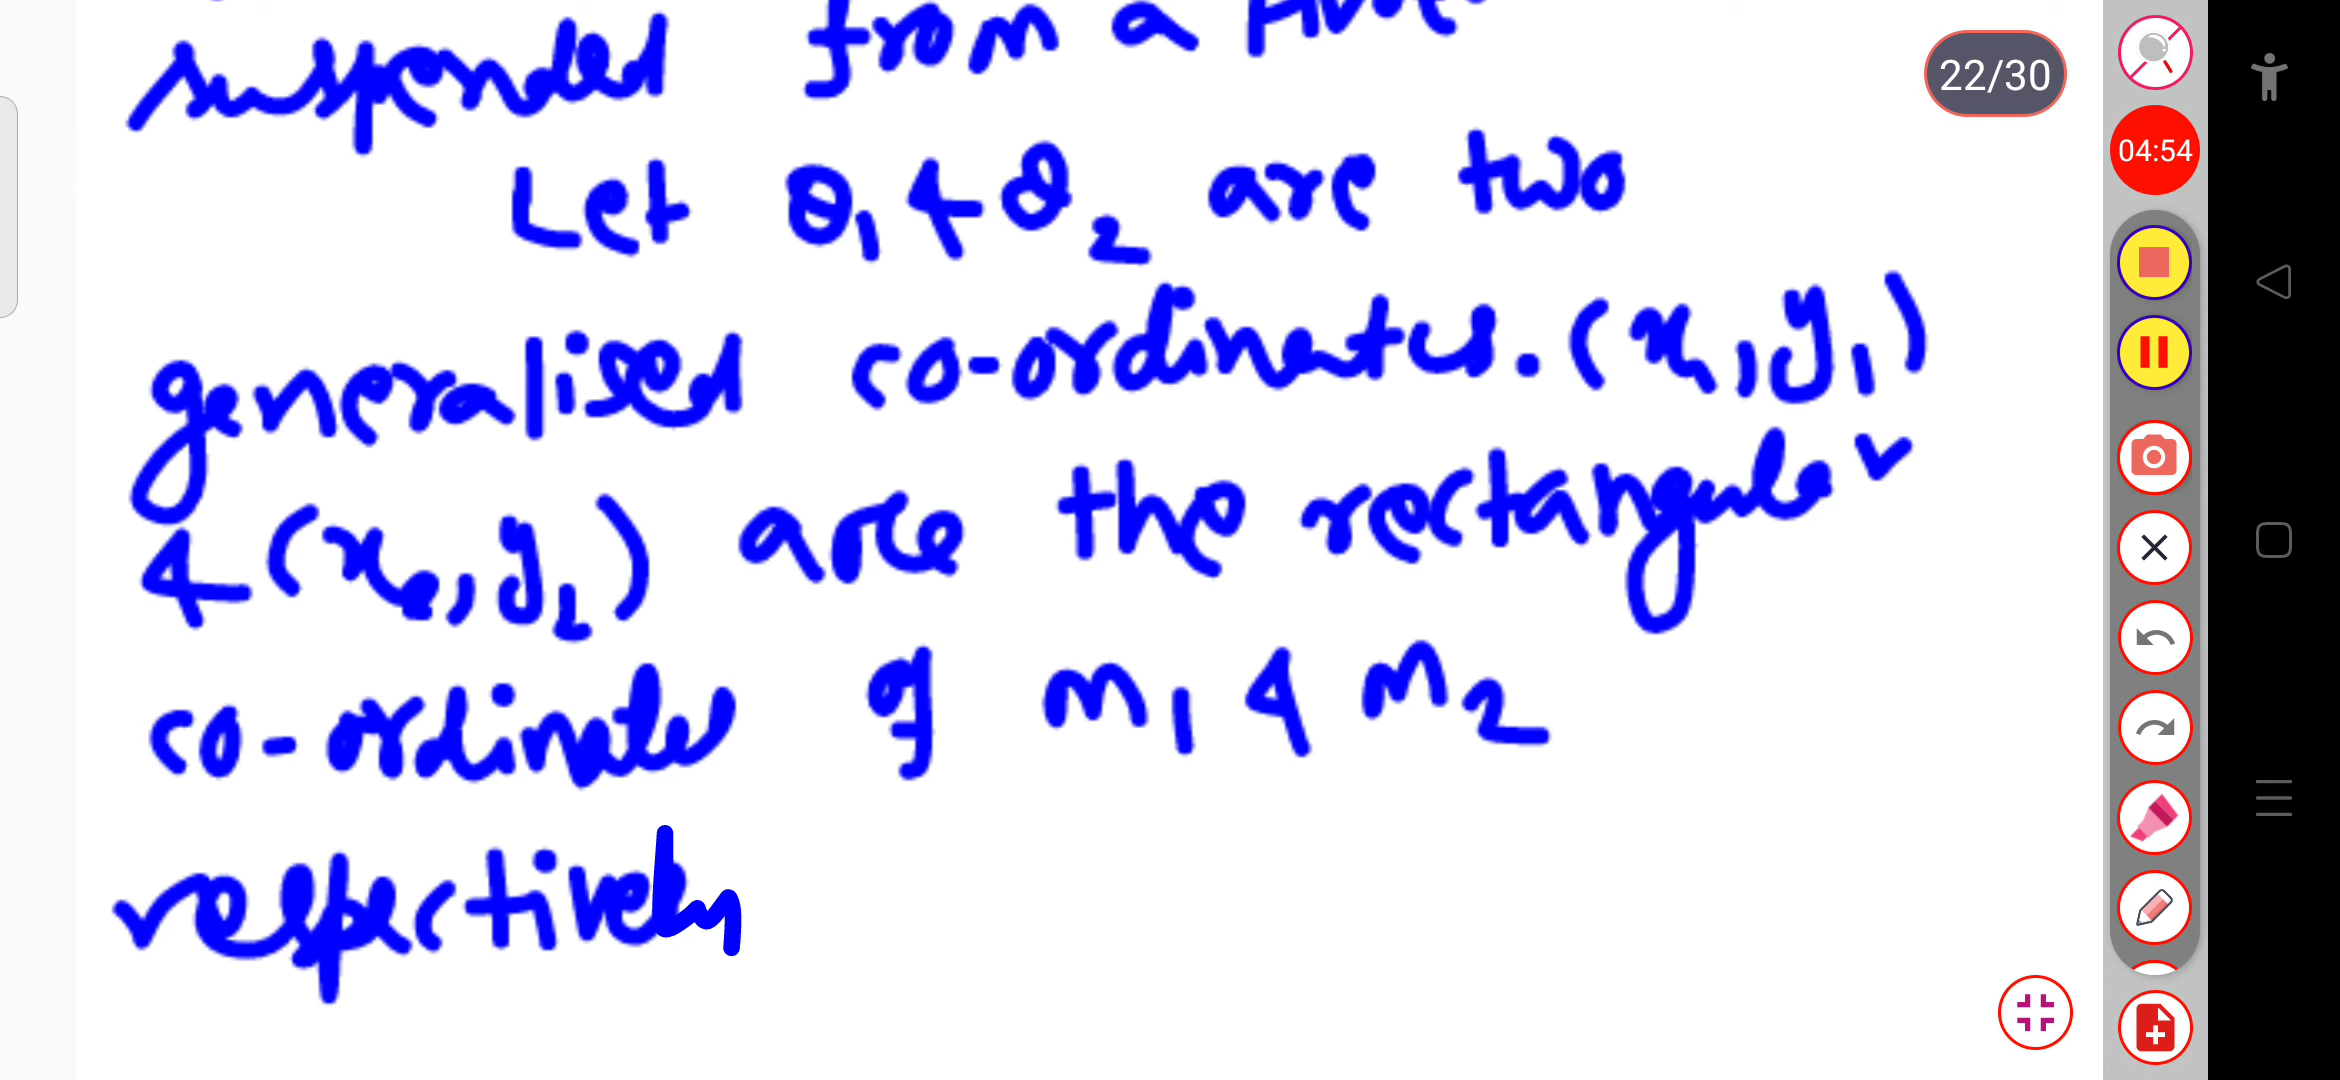 suspended from a
Let θ₁ & θ₂ are two
generalised co-ordinates. (x₁, y₁)
& (x₂, y₂) are the rectangular
co-ordinates of m₁ & m₂
respectively
22/30
04:54